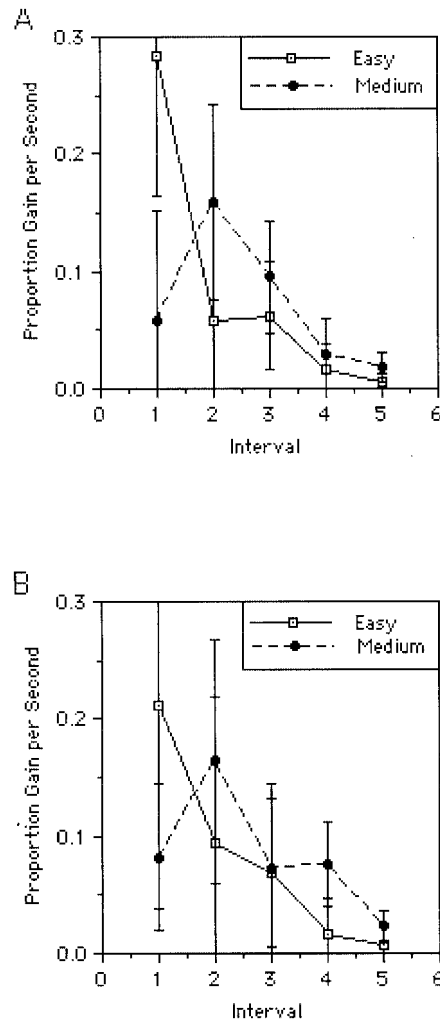 A
0.3
Easy
Medium
0.2
Proportion Gain per Second
0.1
0.0
0 1 2 3 4 5 6
Interval
B
0.3
Easy
Medium
0.2
Proportion Gain per Second
0.1
0.0
0 1 2 3 4 5 6
Interval